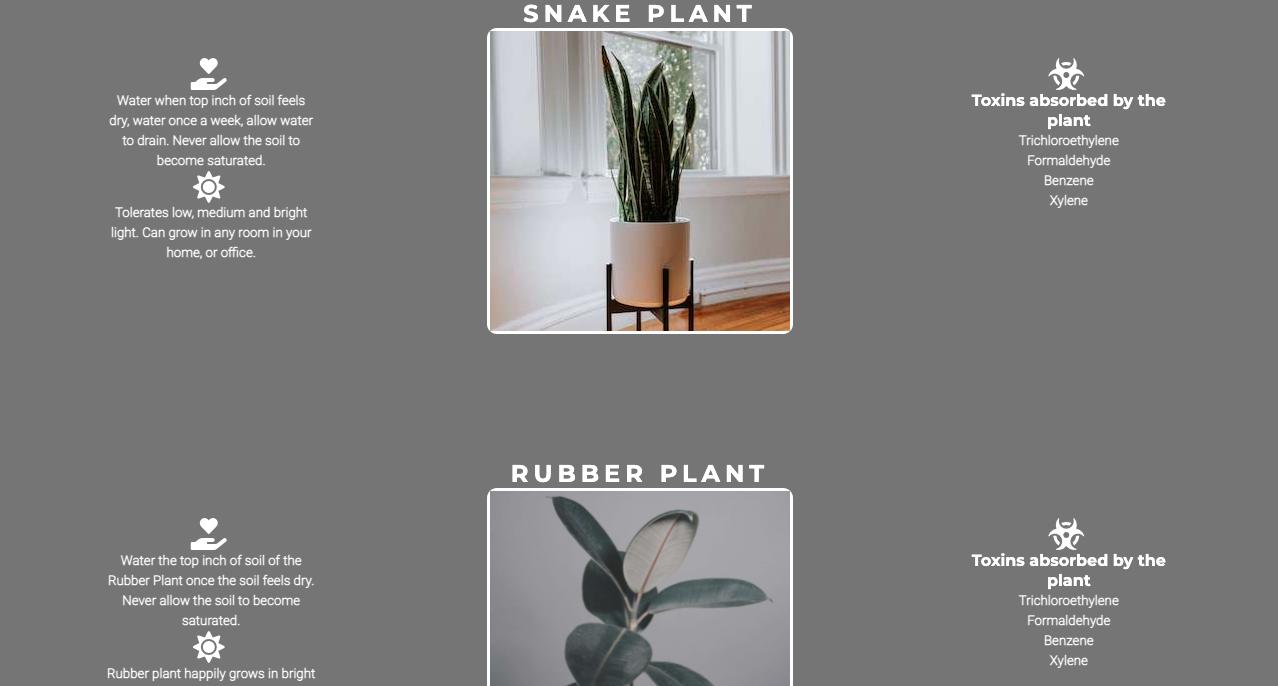 SNAKE PLANT
Water when top inch of soil feels
dry, water once a week, allow water
to drain. Never allow the soil to
become saturated.
Tolerates low, medium and bright
light. Can grow in any room in your
home, or office.
Toxins absorbed by the
plant
Trichloroethylene
Formaldehyde
Benzene
Xylene
RUBBER PLANT
Water the top inch of soil of the
Rubber Plant once the soil feels dry.
Never allow the soil to become
saturated.
Rubber plant happily grows in bright
Toxins absorbed by the
plant
Trichloroethylene
Formaldehyde
Benzene
Xylene